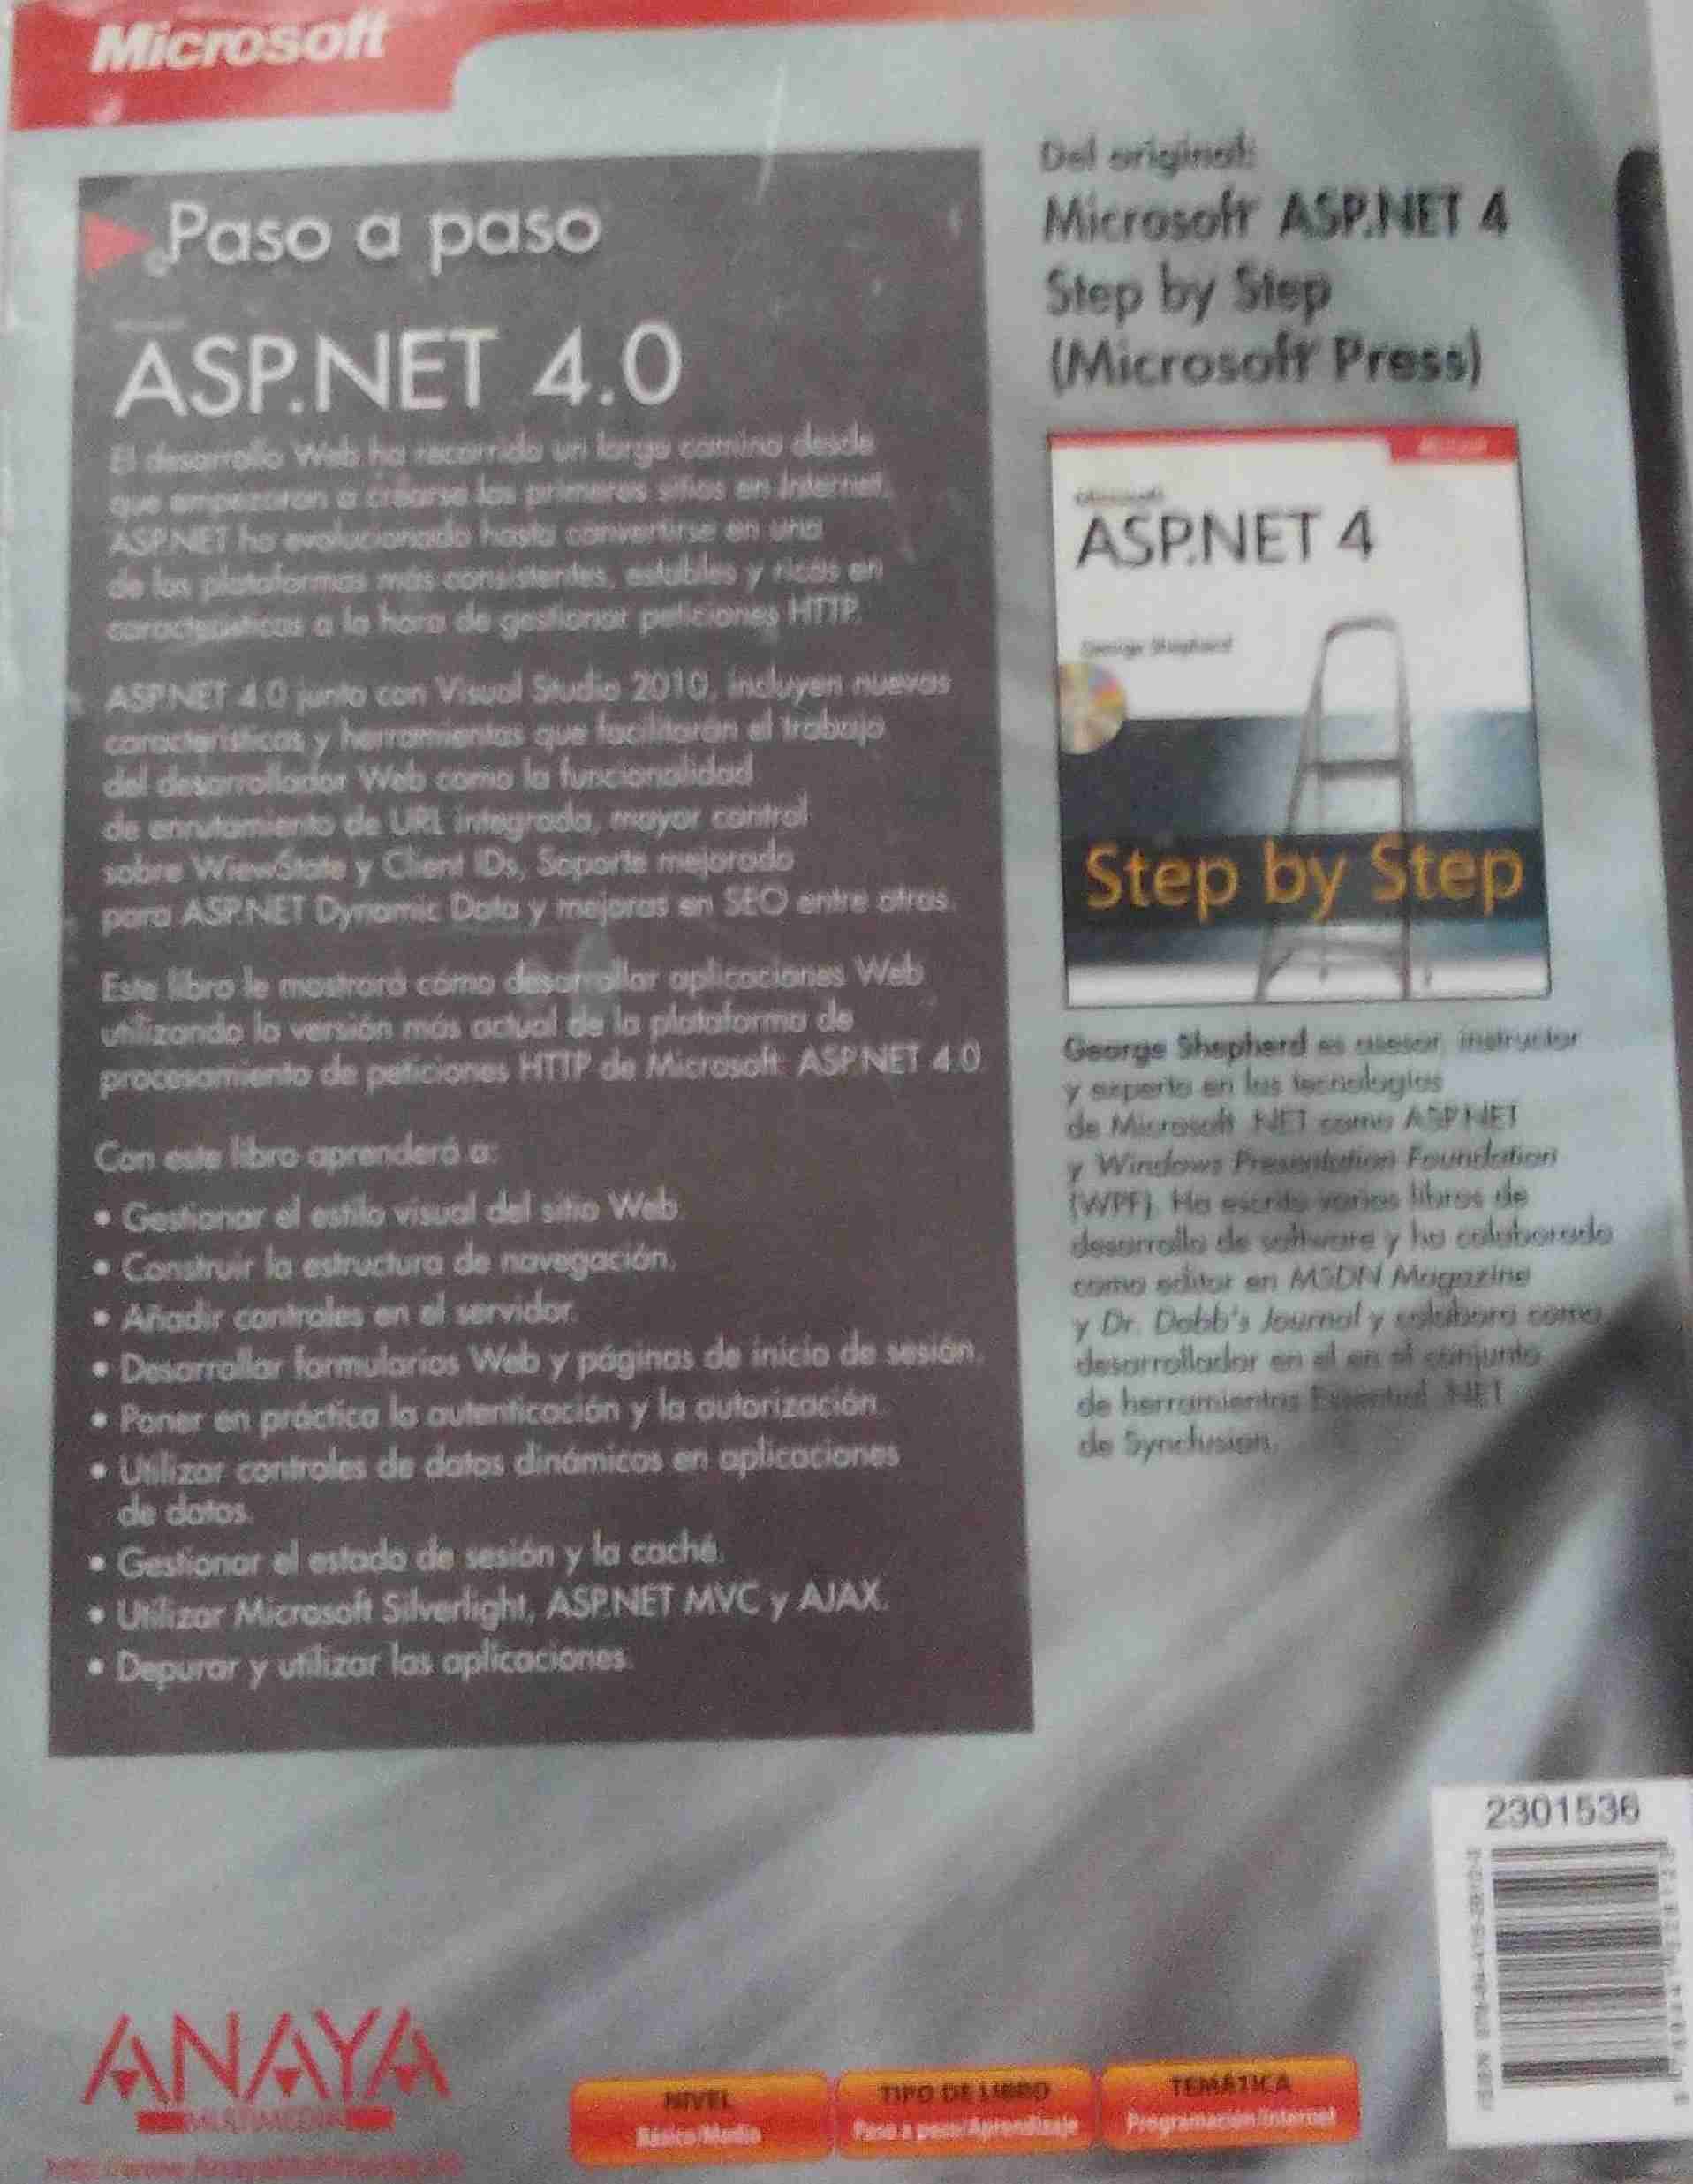 Microsoft
Paso a paso
ASP.NET 4.0
El desarrollo Web ha recorrido un largo camino desde
que empezaron a crearse los primeros sitios en Internet.
ASP.NET ha evolucionado hasta convertirse en una
de las plataformas más consistentes, estables y ricas en
características a la hora de gestionar peticiones HTTP.
ASP.NET 4.0 junto con Visual Studio 2010, incluyen nuevas
características y herramientas que facilitarán el trabajo
del desarrollador Web como la funcionalidad
de enrutamiento de URL integrada, mayor control
sobre WiewState y Client IDs, Soporte mejorado
para ASP.NET Dynamic Data y mejoras en SEO entre otras.
Este libro le mostrará cómo desarrollar aplicaciones Web
utilizando la versión más actual de la plataforma de
procesamiento de peticiones HTTP de Microsoft: ASP.NET 4.0.
Con este libro aprenderá a:
• Gestionar el estilo visual del sitio Web.
• Construir la estructura de navegación.
• Añadir controles en el servidor.
• Desarrollar formularios Web y páginas de inicio de sesión.
• Poner en práctica la autenticación y la autorización.
• Utilizar controles de datos dinámicos en aplicaciones
de datos.
• Gestionar el estado de sesión y la caché.
• Utilizar Microsoft Silverlight, ASP.NET MVC y AJAX.
• Depurar y utilizar las aplicaciones.
Del original:
Microsoft ASP.NET 4
Step by Step
(Microsoft Press)
Microsoft
ASP.NET 4
George Shepherd
Step by Step
George Shepherd es asesor, instructor
y experto en las tecnologías
de Microsoft .NET como ASP.NET
y Windows Presentation Foundation
(WPF). Ha escrito varios libros de
desarrollo de software y ha colaborado
como editor en MSDN Magazine
y Dr. Dobb's Journal y colabora como
desarrollador en el en el conjunto
de herramientas Essential .NET
de Syncfusion.
2301536
ANAYA
MULTIMEDIA
NIVEL
Básico/Medio
TIPO DE LIBRO
Paso a paso/Aprendizaje
TEMÁTICA
Programación/Internet